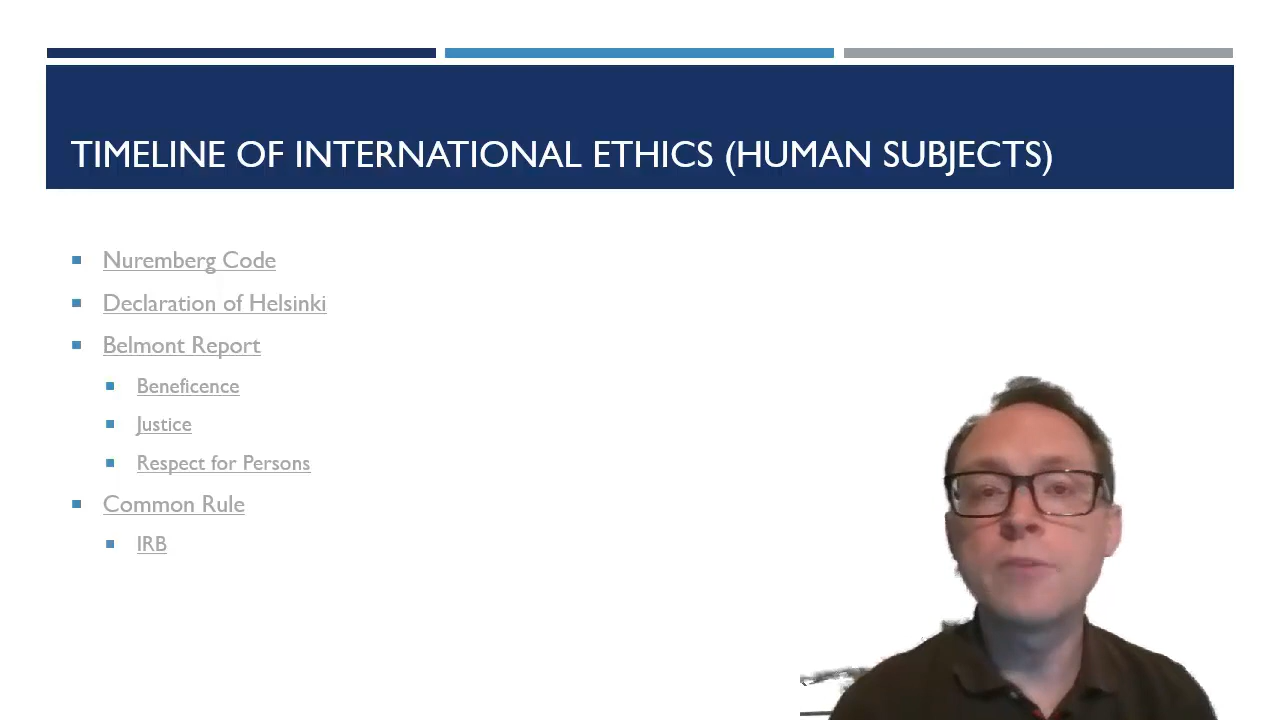 TIMELINE OF INTERNATIONAL ETHICS (HUMAN SUBJECTS)
Nuremberg Code
Declaration of Helsinki
Belmont Report
Beneficence
Justice
Respect for Persons
Common Rule
IRB